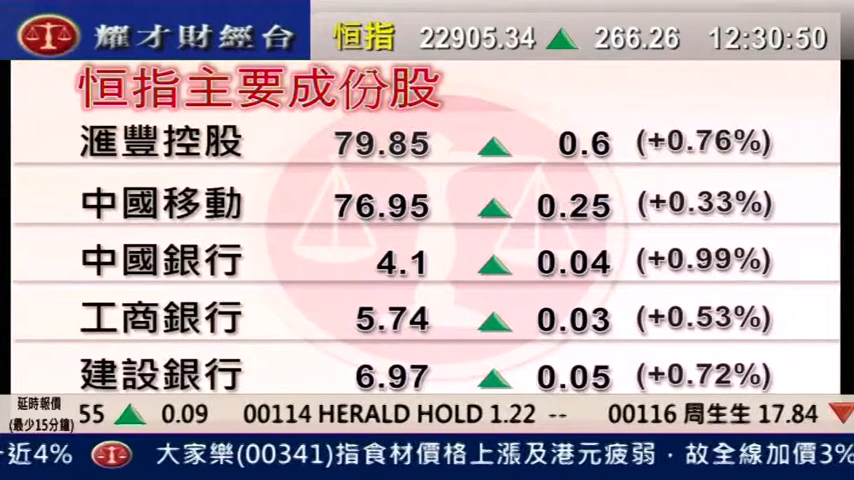 耀才財經台 恒指 22905.34 ▲ 266.26 12:30:50
恒指主要成份股
滙豐控股 79.85 ▲ 0.6 (+0.76%)
中國移動 76.95 ▲ 0.25 (+0.33%)
中國銀行 4.1 ▲ 0.04 (+0.99%)
工商銀行 5.74 ▲ 0.03 (+0.53%)
建設銀行 6.97 ▲ 0.05 (+0.72%)
延時報價
(最少15分鐘) 55 ▲ 0.09 00114 HERALD HOLD 1.22 -- 00116 周生生 17.84 ▼
近4% 大家樂(00341)指食材價格上漲及港元疲弱，故全線加價3%